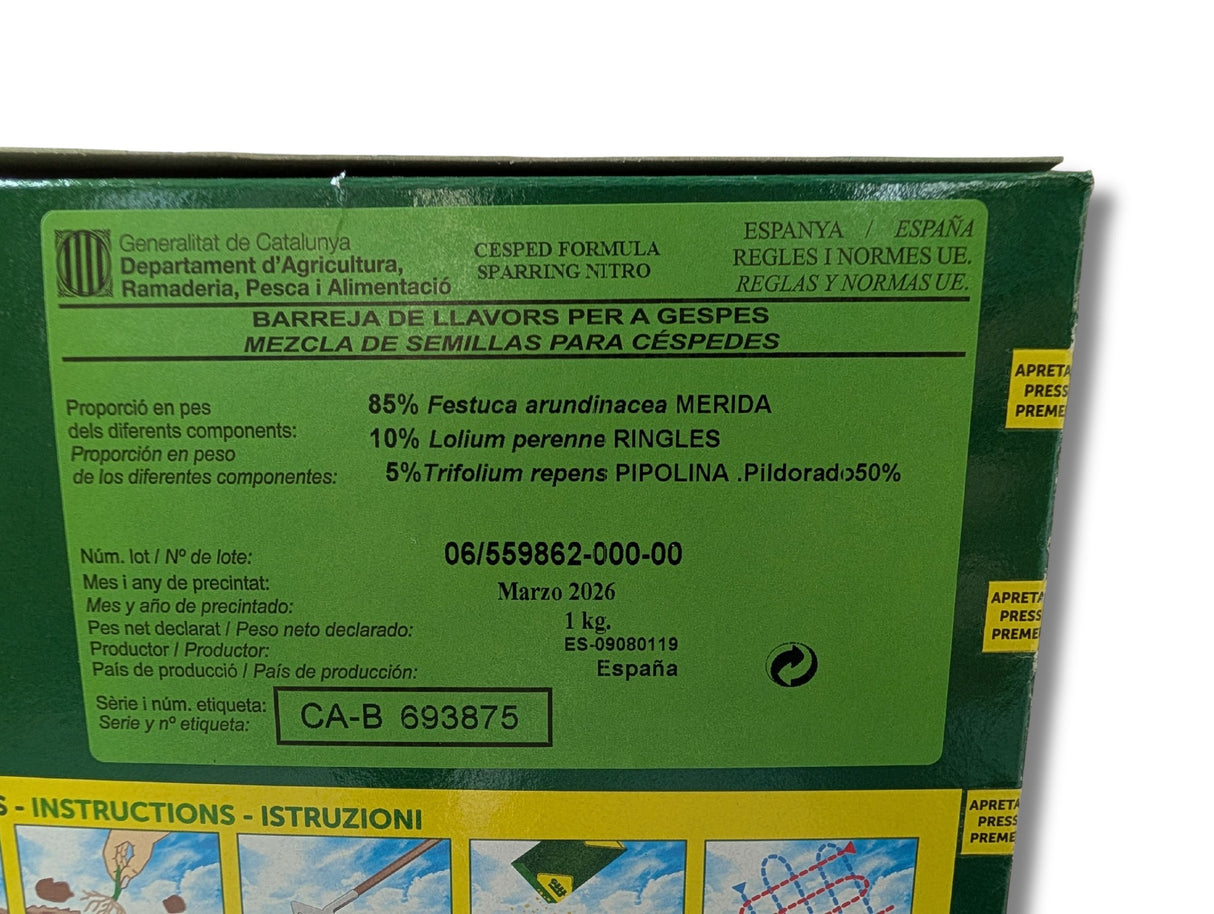 Generalitat de Catalunya
Departament d'Agricultura,
Ramaderia, Pesca i Alimentació
CESPED FORMULA
SPARRING NITRO
ESPANYA / ESPAÑA
REGLES I NORMES UE.
REGLAS Y NORMAS UE.
BARREJA DE LLAVORS PER A GESPES
MEZCLA DE SEMILLAS PARA CÉSPEDES
Proporció en pes
dels diferents components:
Proporción en peso
de los diferentes componentes:
85% Festuca arundinacea MERIDA
10% Lolium perenne RINGLES
5%Trifolium repens PIPOLINA .Pildorado50%
Núm. lot / Nº de lote: 06/559862-000-00
Mes i any de precintat:
Mes y año de precintado: Marzo 2026
Pes net declarat / Peso neto declarado: 1 kg.
Productor / Productor: ES-09080119
País de producció / País de producción: España
Sèrie i núm. etiqueta:
Serie y nº etiqueta:
CA-B 693875
APRETA
PRESS
PREME
APRETA
PRESS
PREME
APRETA
PRESS
PREME
S - INSTRUCTIONS - ISTRUZIONI